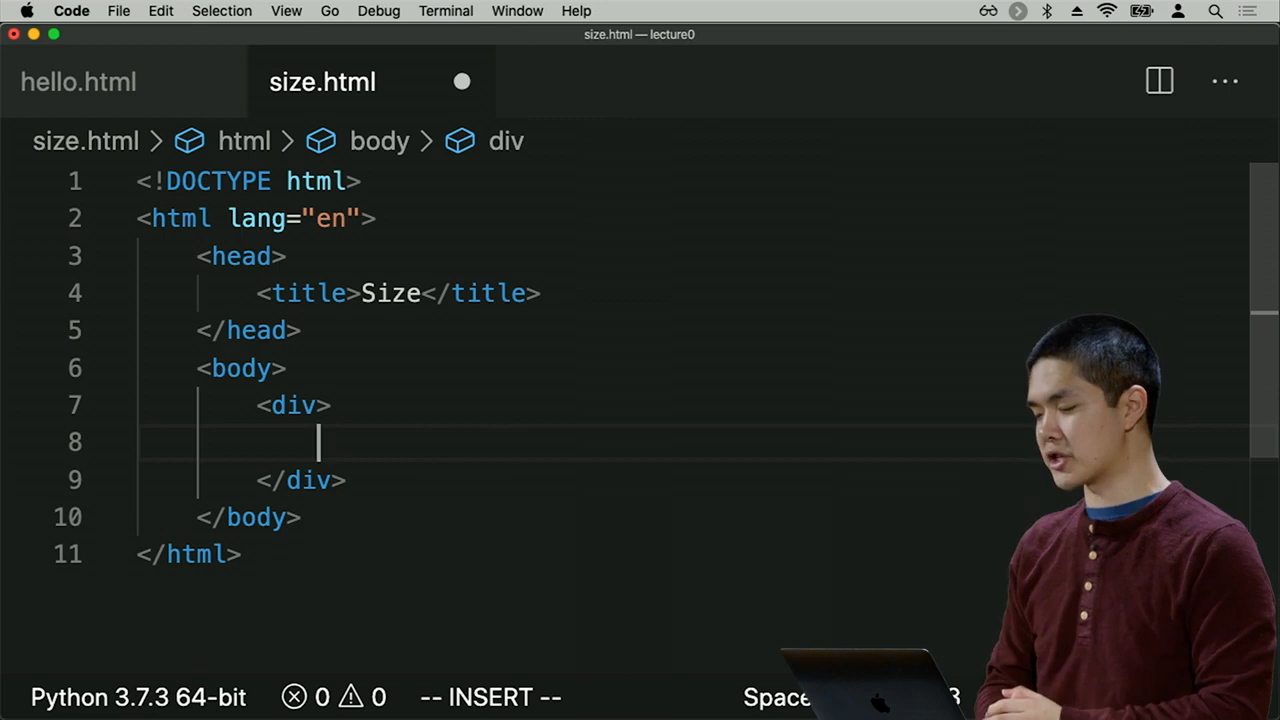 Code File Edit Selection View Go Debug Terminal Window Help
size.html — lecture0
hello.html size.html
size.html > html > body > div
1 <!DOCTYPE html>
2 <html lang="en">
3 <head>
4 <title>Size</title>
5 </head>
6 <body>
7 <div>
8
9 </div>
10 </body>
11 </html>
Python 3.7.3 64-bit 0 0 -- INSERT -- Space 3